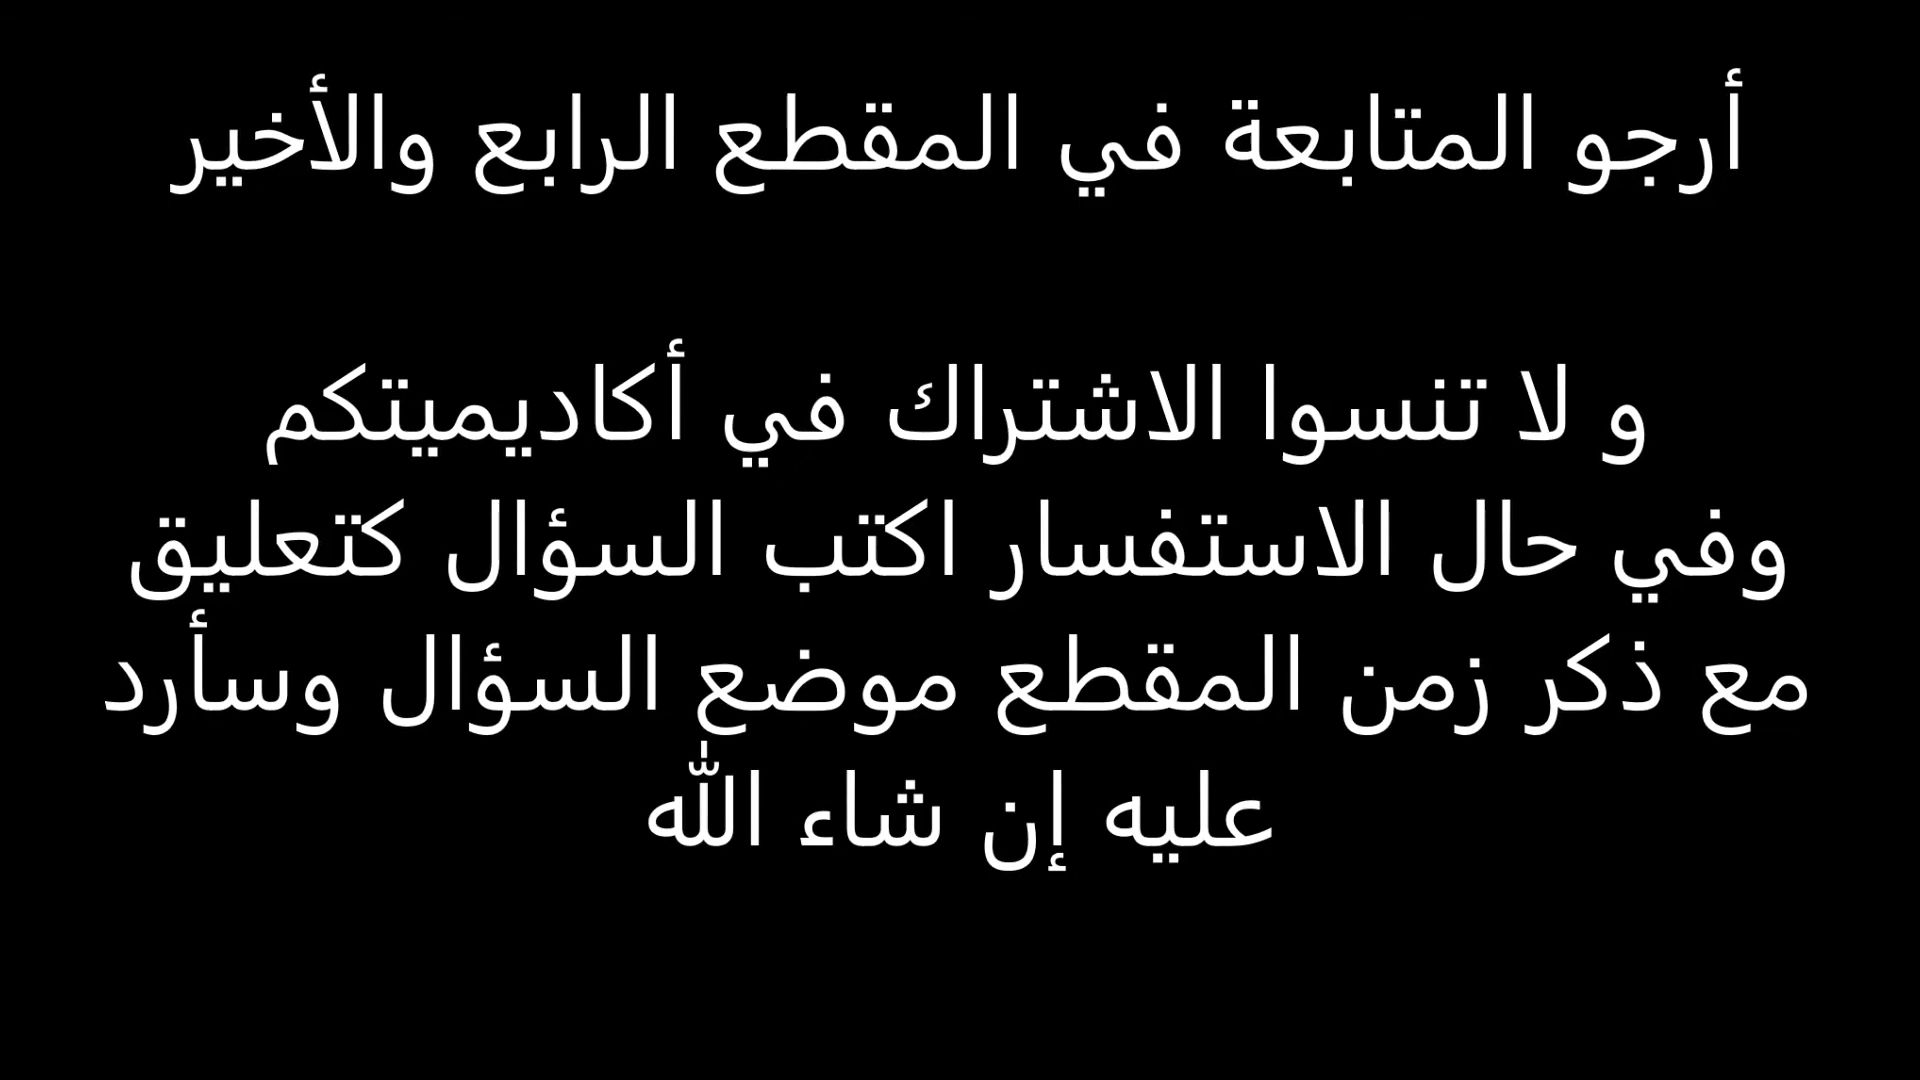 أرجو المتابعة في المقطع الرابع والأخير
و لا تنسوا الاشتراك في أكاديميتكم
وفي حال الاستفسار اكتب السؤال كتعليق
مع ذكر زمن المقطع موضع السؤال وسأرد
عليه إن شاء الله